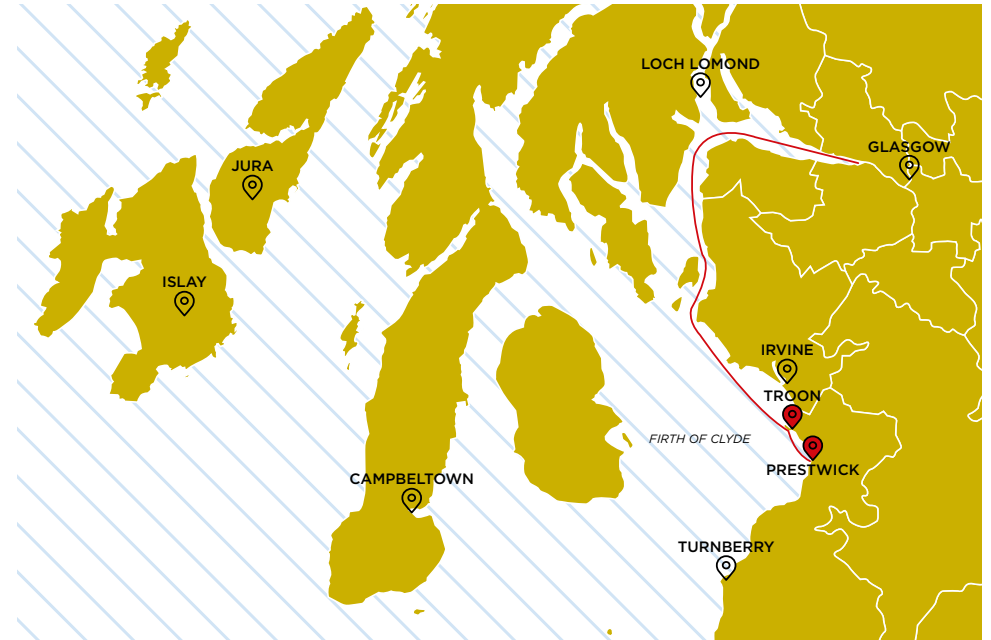 LOCH LOMOND
GLASGOW
JURA
ISLAY
IRVINE
TROON
FIRTH OF CLYDE
PRESTWICK
CAMPBELTOWN
TURNBERRY